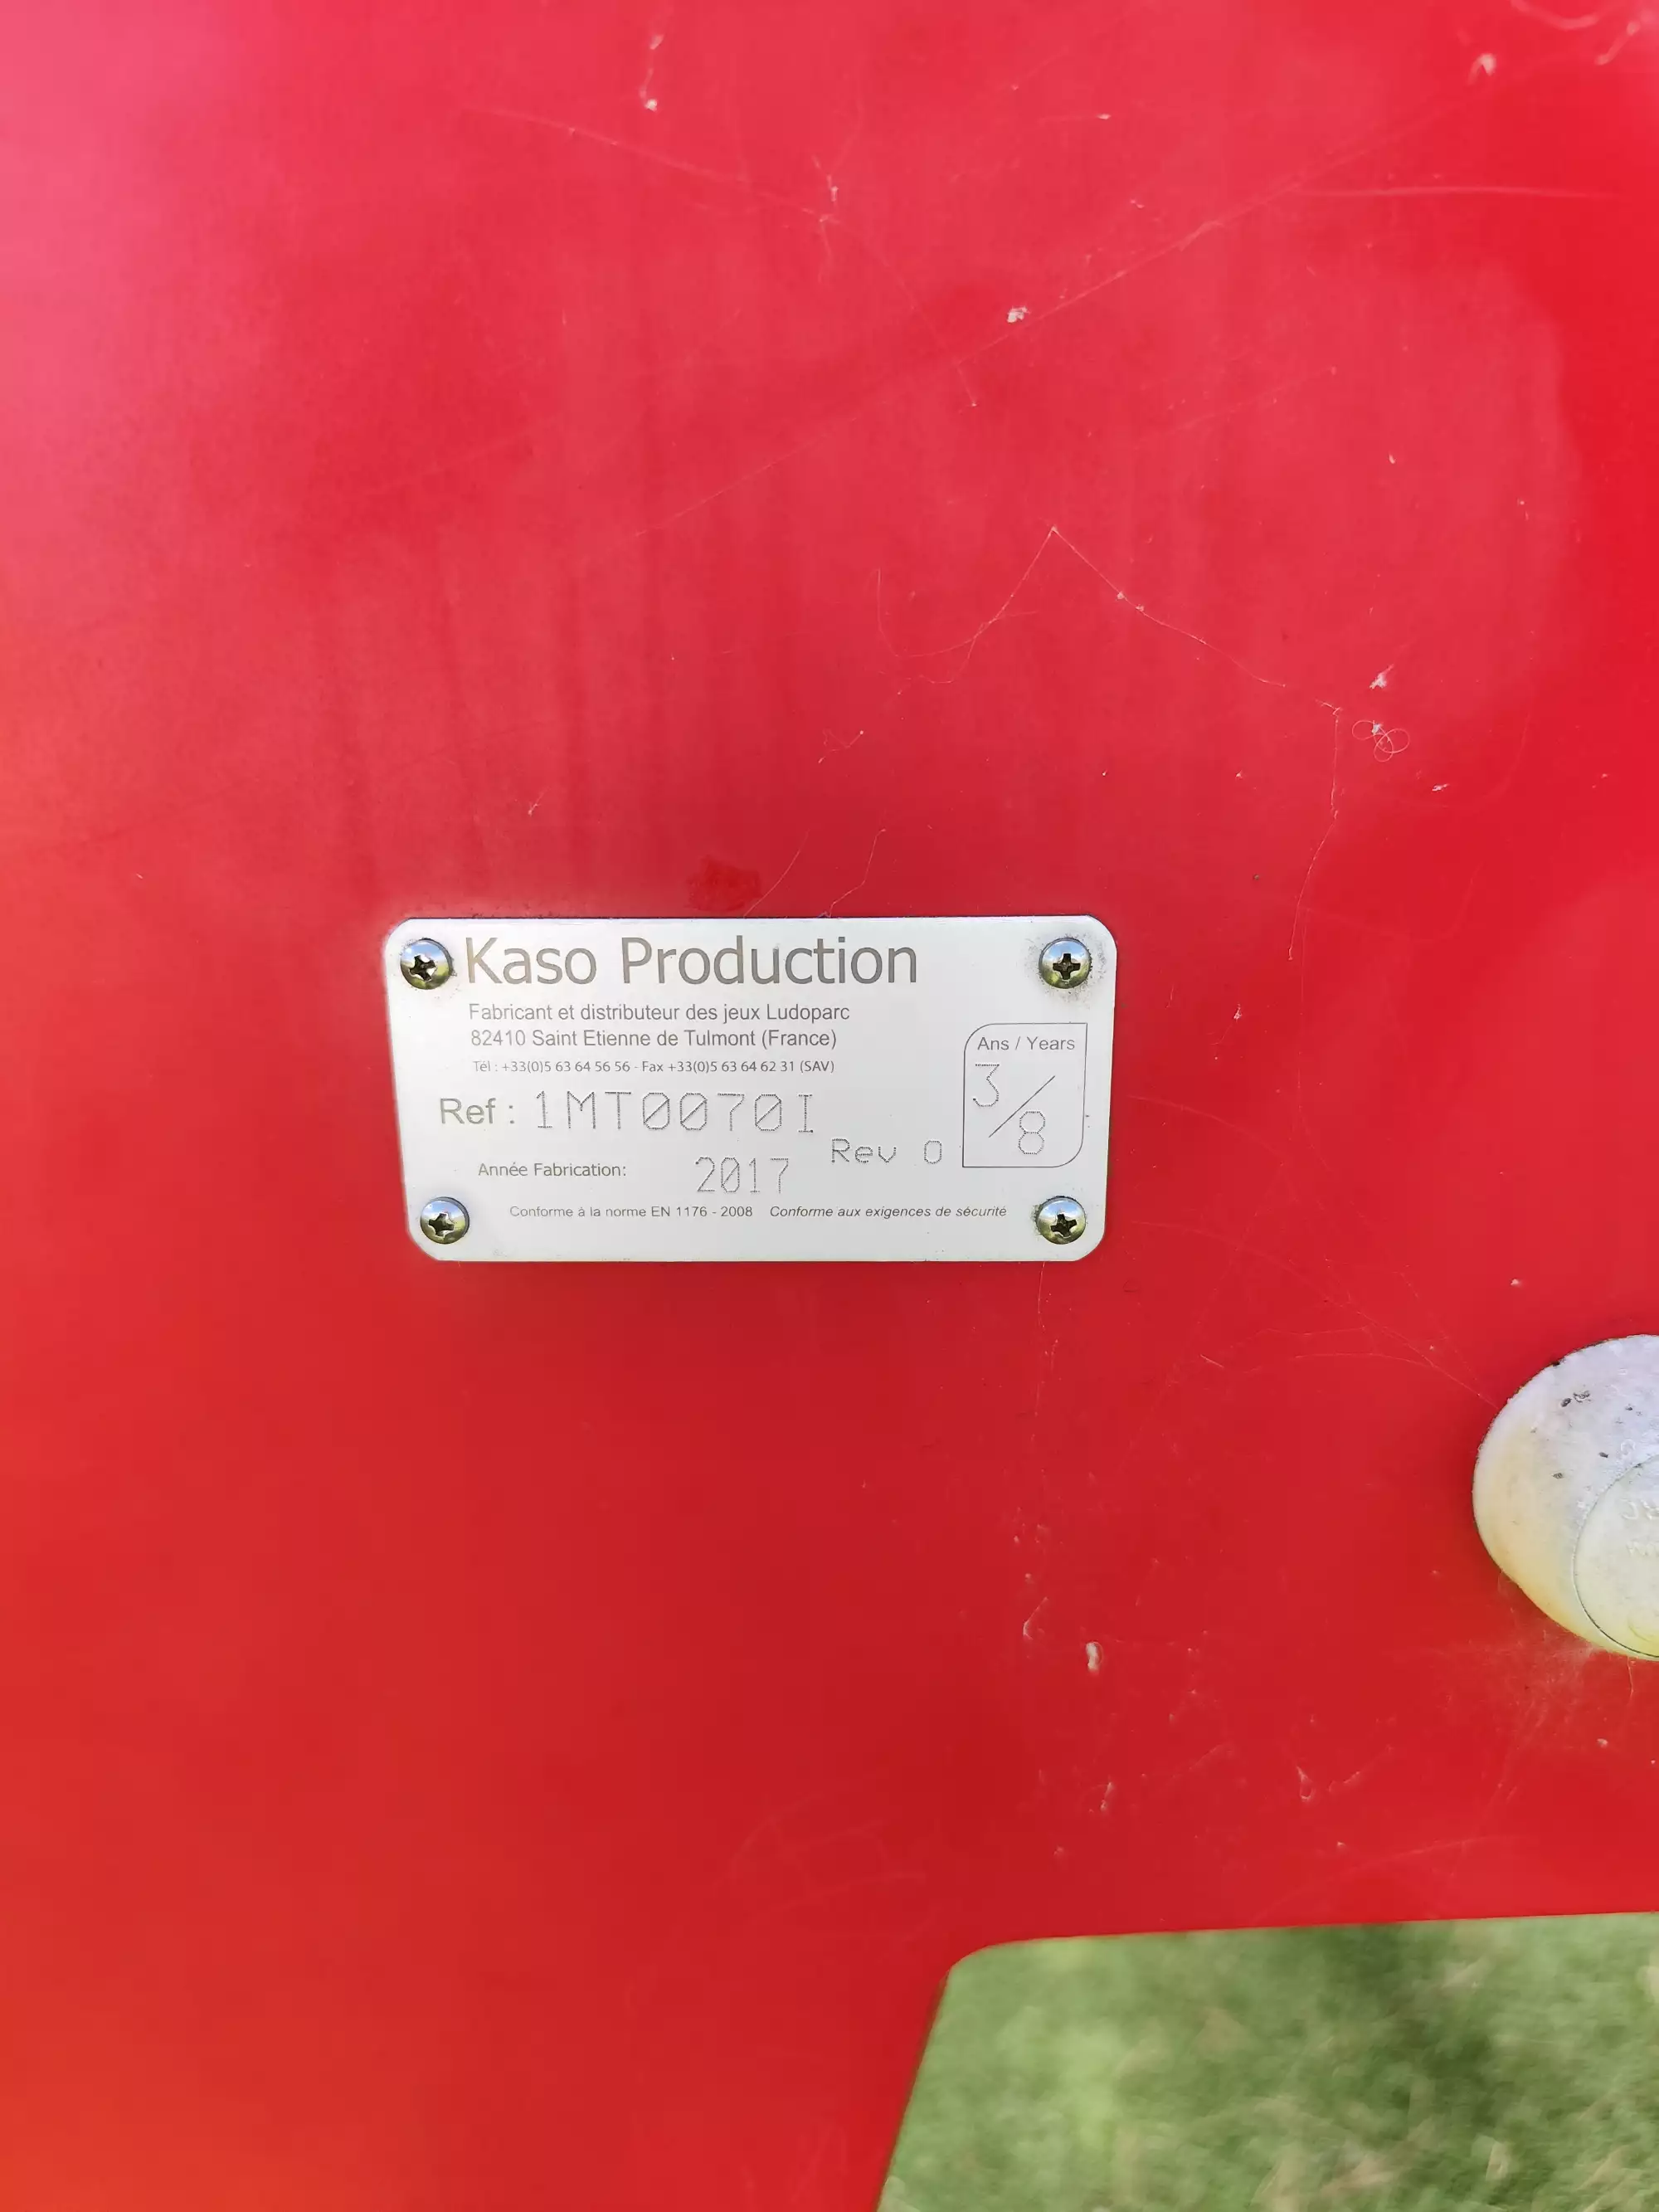 Kaso Production
Fabricant et distributeur des jeux Ludoparc
82410 Saint Etienne de Tulmont (France)
Tél : +33(0)5 63 64 56 56 - Fax +33(0)5 63 64 62 31 (SAV)
Ans / Years
3/8
Ref : 1MT0070I
Rev 0
Année Fabrication: 2017
Conforme à la norme EN 1176 - 2008 Conforme aux exigences de sécurité